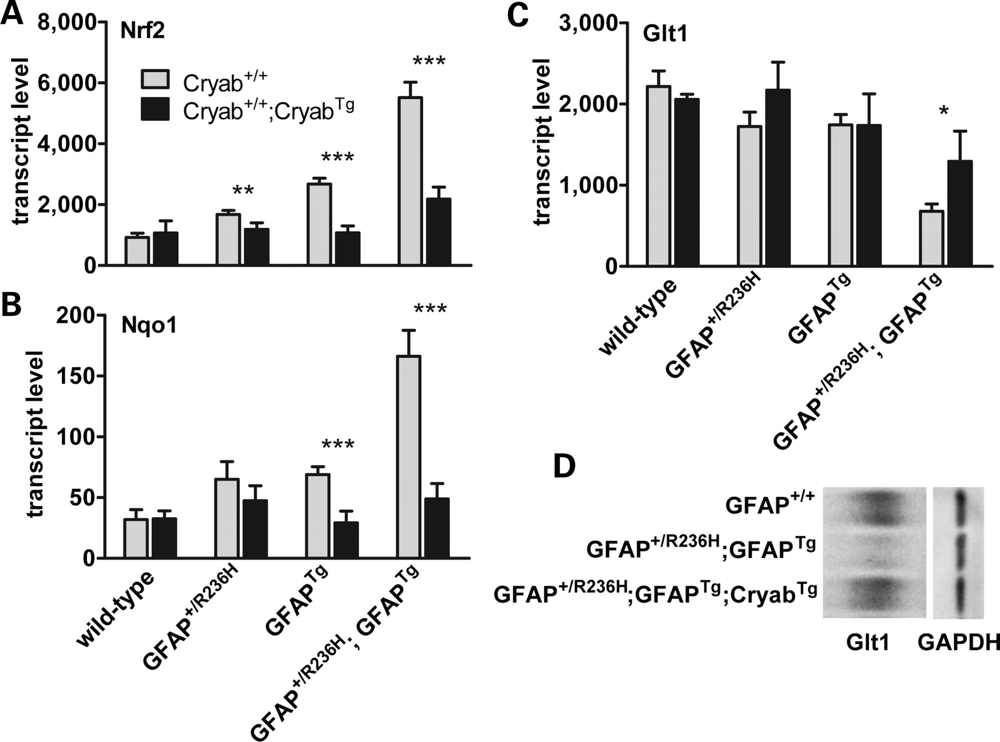 A
Nrf2
transcript level
8,000
6,000
4,000
2,000
0
Cryab+/+
Cryab+/+;CryabTg
**
***
***
B
Nqo1
transcript level
200
150
100
50
0
***
***
wild-type
GFAP+/R236H
GFAPTg
GFAP+/R236H; GFAPTg
C
Glt1
transcript level
3,000
2,000
1,000
0
*
wild-type
GFAP+/R236H
GFAPTg
GFAP+/R236H; GFAPTg
D
GFAP+/+
GFAP+/R236H;GFAPTg
GFAP+/R236H;GFAPTg;CryabTg
Glt1
GAPDH